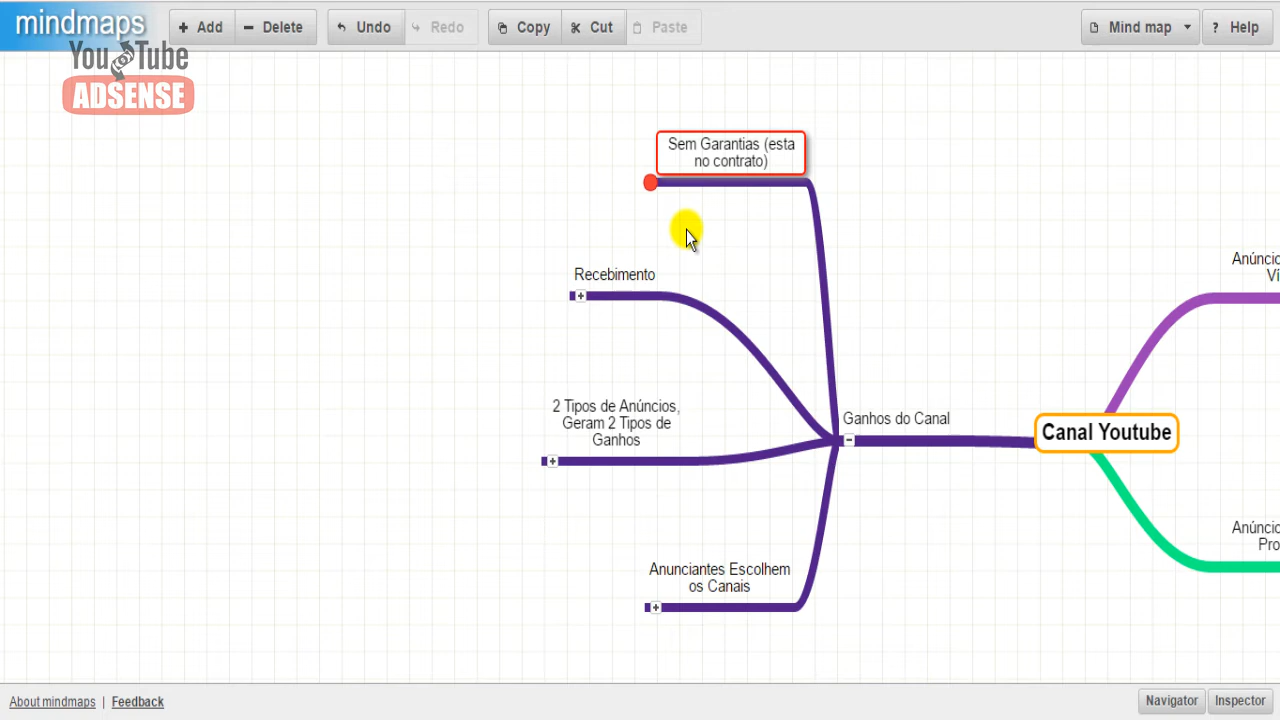 mindmaps
Add
Delete
Undo
Redo
Copy
Cut
Paste
Mind map
? Help
YouTube
ADSENSE
Sem Garantias (esta
no contrato)
Recebimento
2 Tipos de Anúncios,
Geram 2 Tipos de
Ganhos
Ganhos do Canal
Canal Youtube
Anunciantes Escolhem
os Canais
About mindmaps | Feedback
Navigator
Inspector